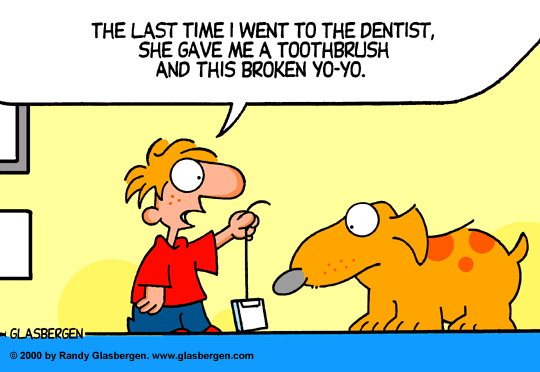 THE LAST TIME I WENT TO THE DENTIST,
SHE GAVE ME A TOOTHBRUSH
AND THIS BROKEN YO-YO.
GLASBERGEN
© 2000 by Randy Glasbergen. www.glasbergen.com